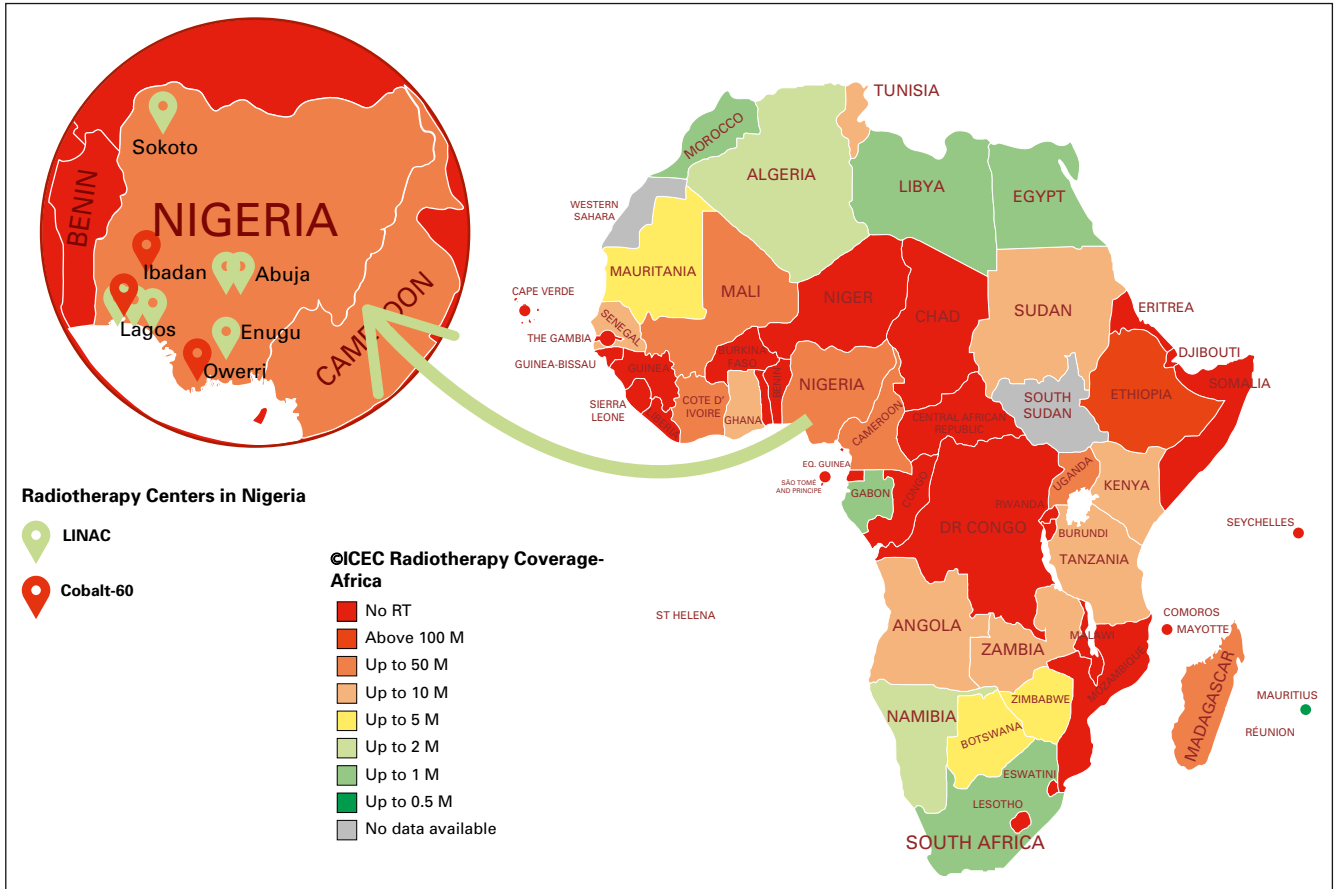 Sokoto
BENIN
NIGERIA
Ibadan
Abuja
Lagos
Enugu
Owerri
CAMEROON
Radiotherapy Centers in Nigeria
LINAC
Cobalt-60
©ICEC Radiotherapy Coverage-
Africa
No RT
Above 100 M
Up to 50 M
Up to 10 M
Up to 5 M
Up to 2 M
Up to 1 M
Up to 0.5 M
No data available
TUNISIA
MOROCCO
ALGERIA
LIBYA
EGYPT
WESTERN
SAHARA
MAURITANIA
MALI
NIGER
CHAD
SUDAN
ERITREA
CAPE VERDE
SENEGAL
THE GAMBIA
GUINEA-BISSAU
GUINEA
BURKINA
FASO
BENIN
NIGERIA
DJIBOUTI
SOMALIA
ETHIOPIA
SOUTH
SUDAN
SIERRA
LEONE
LIBERIA
COTE D'
IVOIRE
GHANA
CAMEROON
CENTRAL AFRICAN
REPUBLIC
EQ. GUINEA
SÃO TOMÉ
AND PRINCIPE
GABON
CONGO
DR CONGO
UGANDA
KENYA
RWANDA
BURUNDI
TANZANIA
SEYCHELLES
ST HELENA
ANGOLA
ZAMBIA
MALAWI
MOZAMBIQUE
COMOROS
MAYOTTE
MADAGASCAR
MAURITIUS
RÉUNION
NAMIBIA
ZIMBABWE
BOTSWANA
ESWATINI
LESOTHO
SOUTH AFRICA